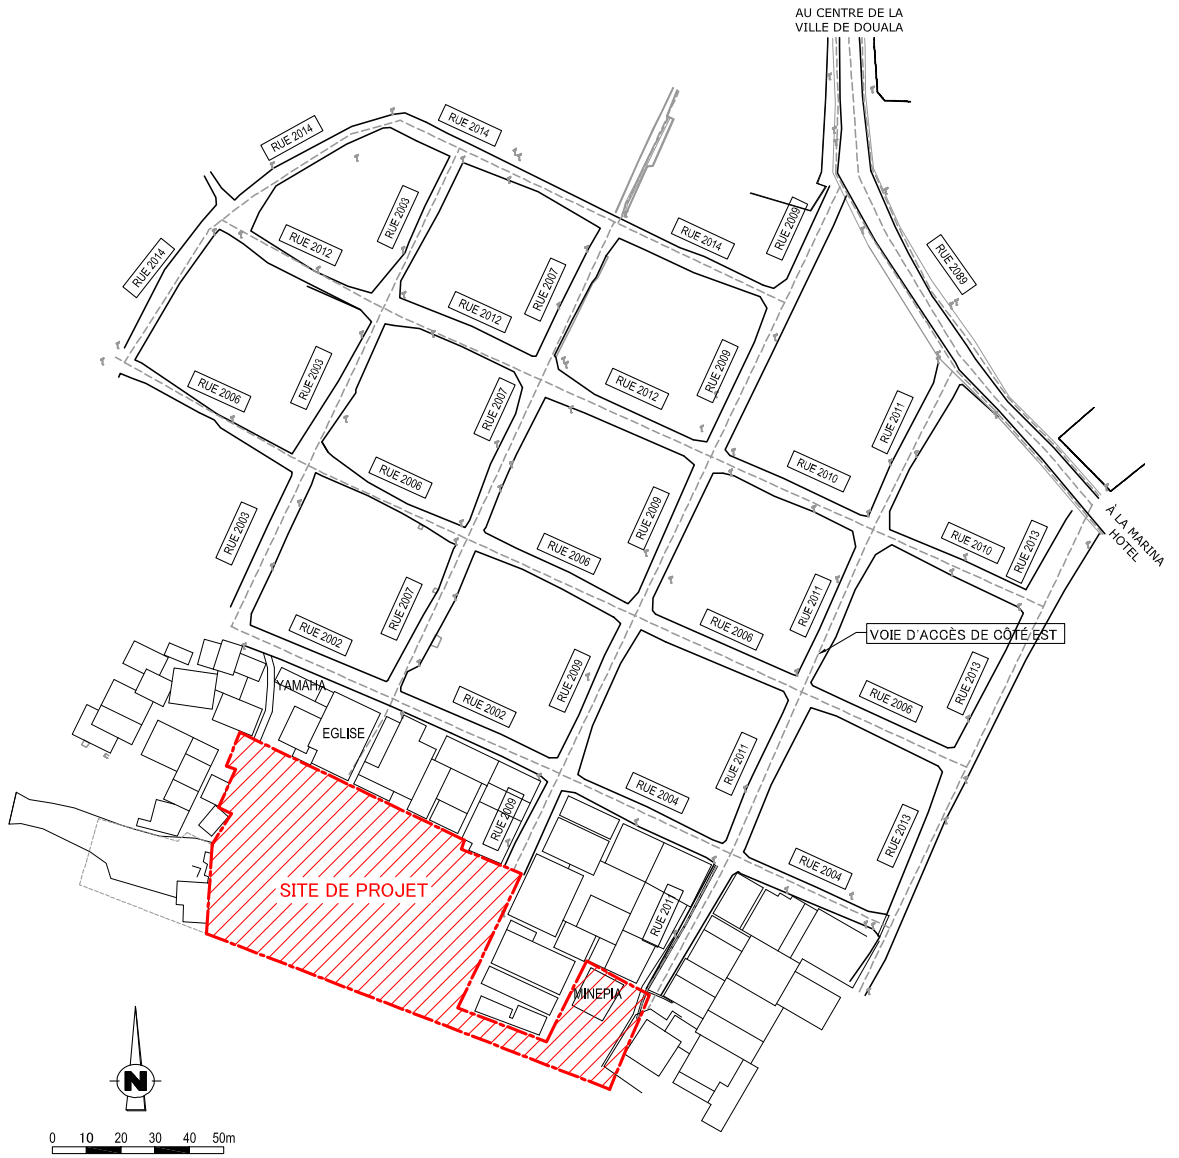 AU CENTRE DE LA
VILLE DE DOUALA
RUE 2014
RUE 2014
RUE 2014
RUE 2014
RUE 2003
RUE 2009
RUE 2012
RUE 2089
RUE 2012
RUE 2007
RUE 2006
RUE 2003
RUE 2012
RUE 2009
RUE 2007
RUE 2011
RUE 2006
RUE 2010
RUE 2003
RUE 2006
RUE 2009
RUE 2010
RUE 2013
À LA MARINA
HOTEL
RUE 2002
RUE 2007
RUE 2006
RUE 2011
VOIE D'ACCÈS DE CÔTÉ EST
RUE 2002
RUE 2009
RUE 2006
RUE 2013
YAMAHA
EGLISE
RUE 2004
RUE 2011
RUE 2009
RUE 2004
RUE 2013
SITE DE PROJET
RUE 2011
MINEPIA
N
0 10 20 30 40 50m